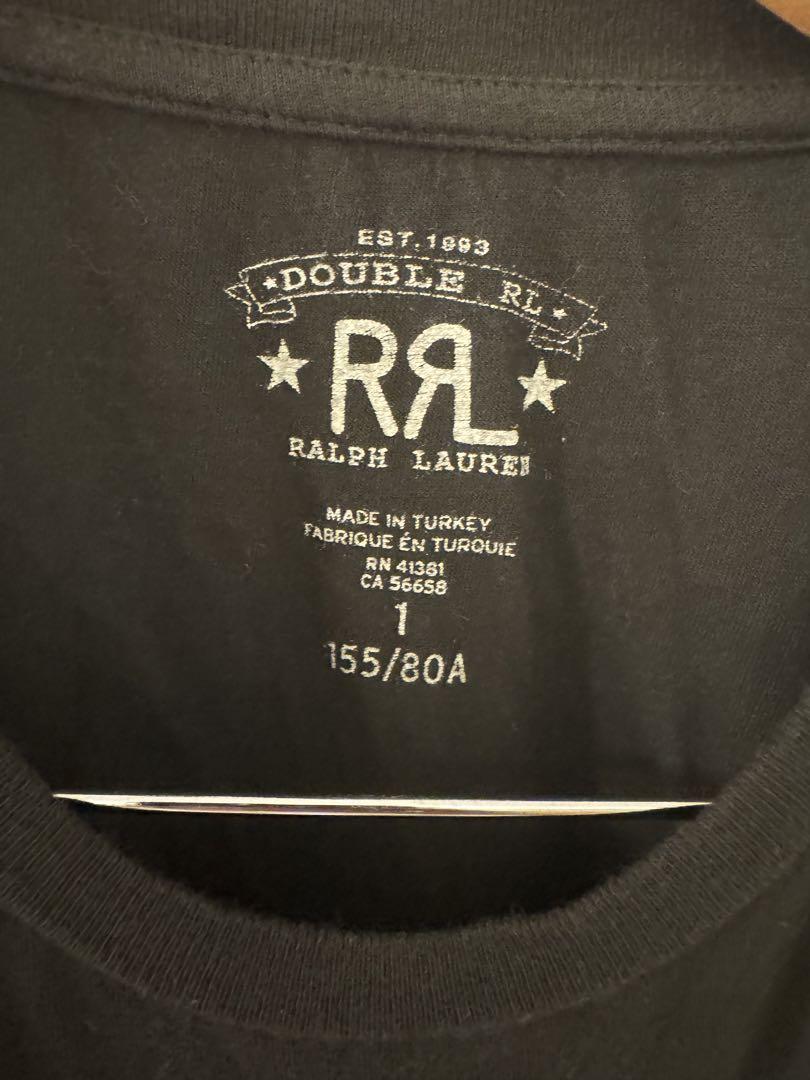 EST. 1993
DOUBLE RL
RRL
RALPH LAUREN
MADE IN TURKEY
FABRIQUE ÉN TURQUIE
RN 41381
CA 56658
1
155/80A